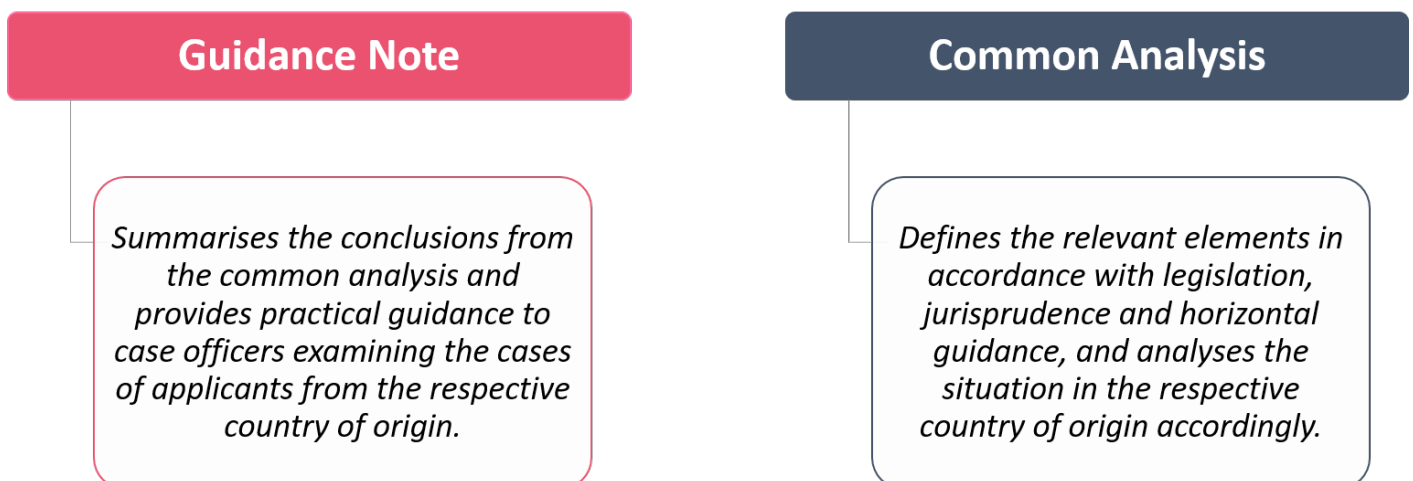 Guidance Note
Summarises the conclusions from
the common analysis and
provides practical guidance to
case officers examining the cases
of applicants from the respective
country of origin.
Common Analysis
Defines the relevant elements in
accordance with legislation,
jurisprudence and horizontal
guidance, and analyses the
situation in the respective
country of origin accordingly.